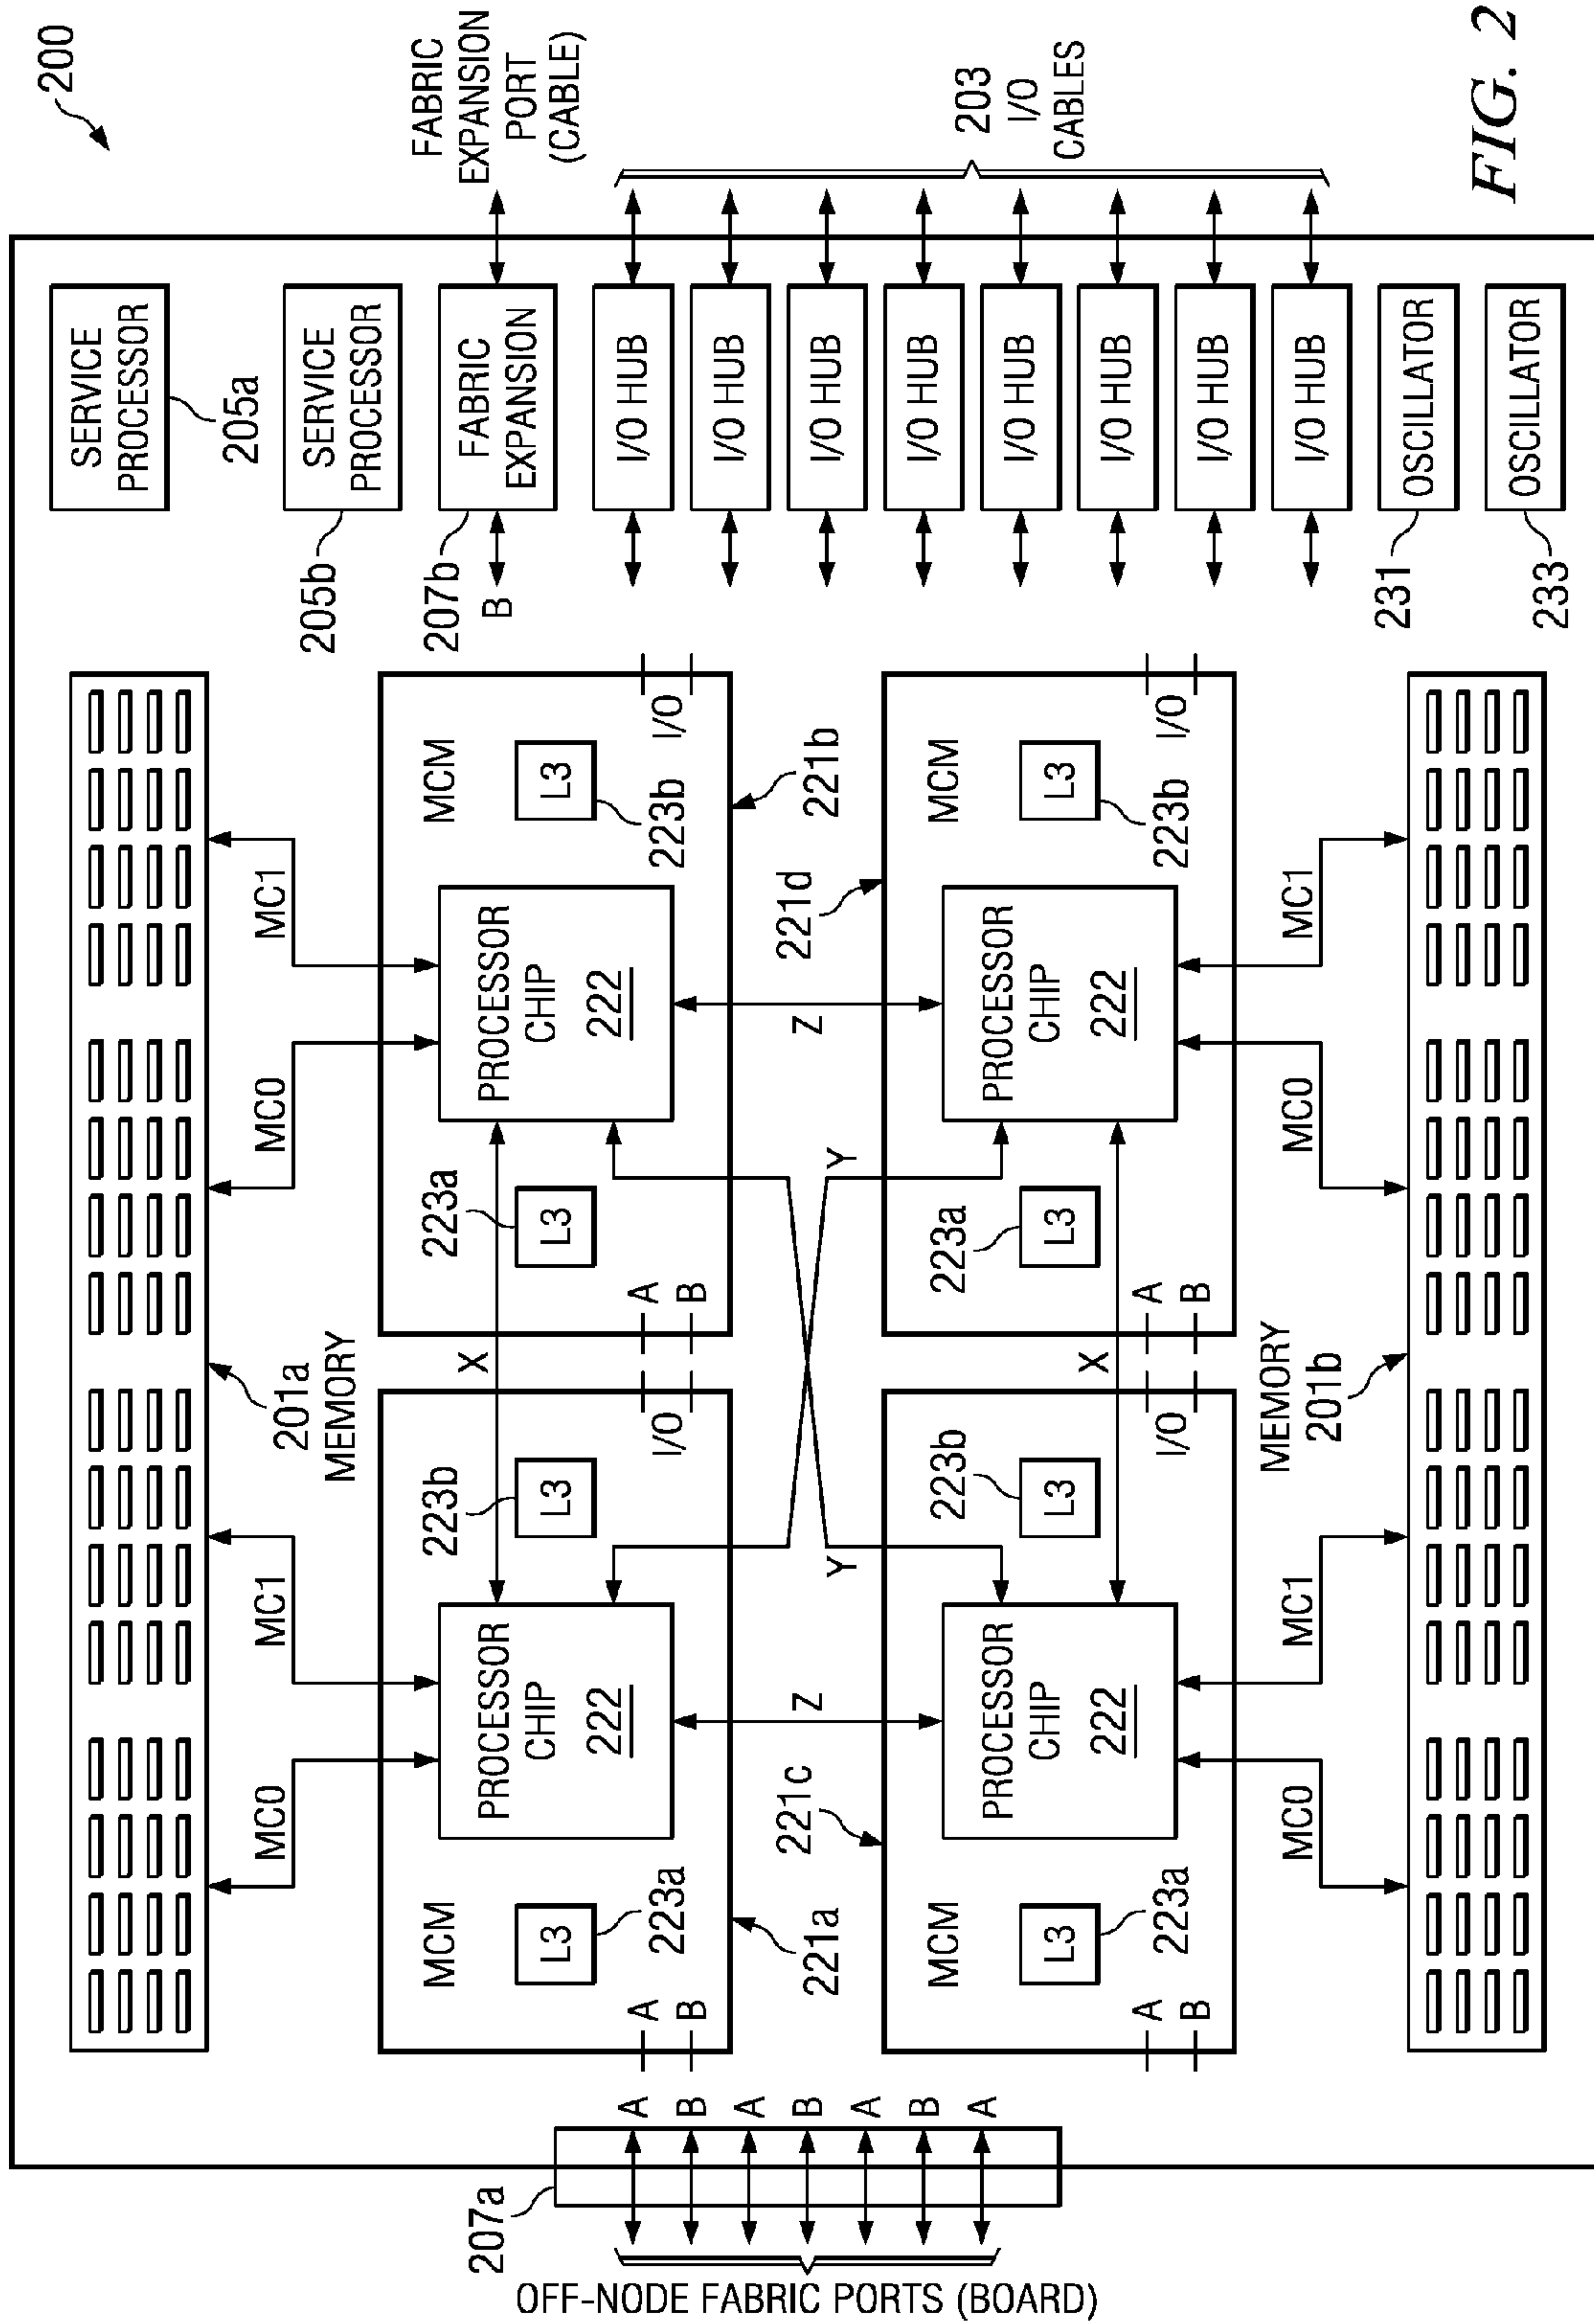 200
SERVICE
PROCESSOR
205a
SERVICE
PROCESSOR
205b
FABRIC
EXPANSION
207b
B
FABRIC
EXPANSION
PORT
(CABLE)
I/O HUB
I/O HUB
I/O HUB
I/O HUB
I/O HUB
I/O HUB
I/O HUB
I/O HUB
203
I/O
CABLES
OSCILLATOR
231
OSCILLATOR
233
201a
MEMORY
MC0
MC1
MC0
MC1
MCM
L3
223a
PROCESSOR
CHIP
222
L3
223b
A
B
I/O
221a
X
MCM
223a
L3
PROCESSOR
CHIP
222
L3
223b
A
B
I/O
221b
Z
Y
Y
Z
221c
MCM
L3
223a
PROCESSOR
CHIP
222
223b
L3
A
B
I/O
X
221d
MCM
223a
L3
PROCESSOR
CHIP
222
L3
223b
A
B
I/O
MC0
MC1
MC0
MC1
MEMORY
201b
207a
A
B
A
B
A
B
A
OFF-NODE FABRIC PORTS (BOARD)
FIG. 2